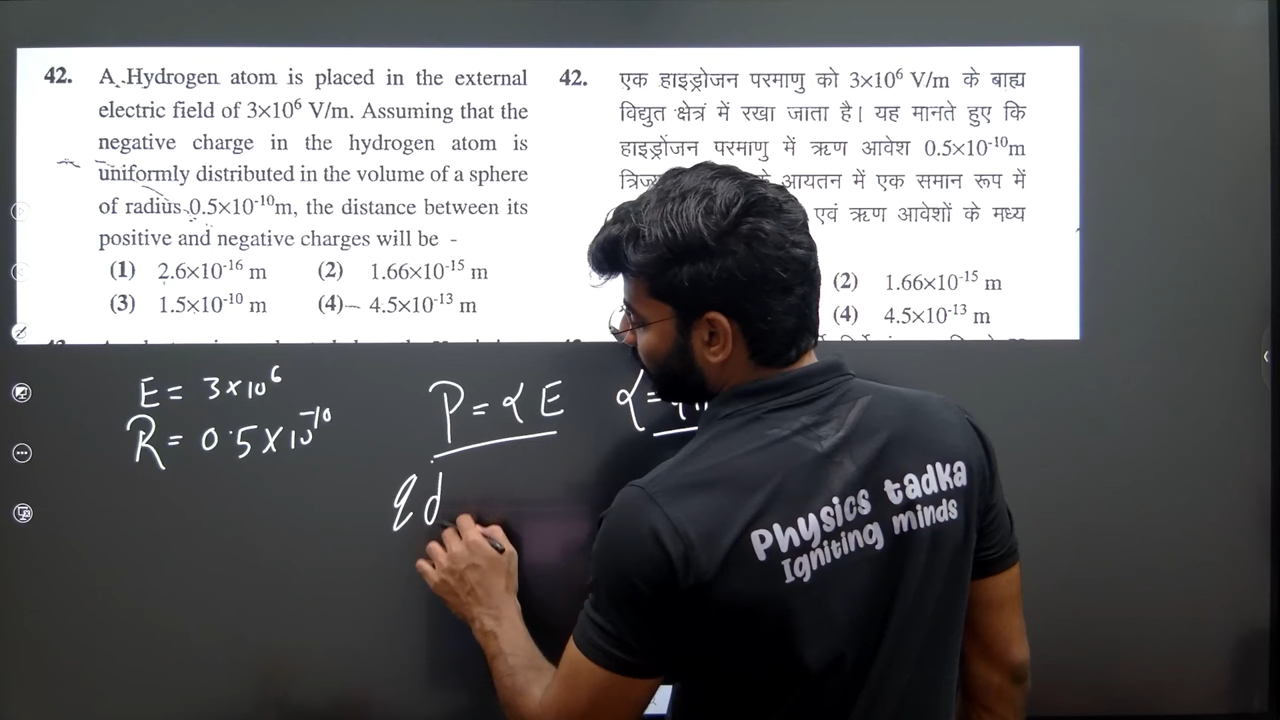 42. A Hydrogen atom is placed in the external
electric field of 3×10⁶ V/m. Assuming that the
negative charge in the hydrogen atom is
uniformly distributed in the volume of a sphere
of radius 0.5×10⁻¹⁰m, the distance between its
positive and negative charges will be -
(1) 2.6×10⁻¹⁶ m (2) 1.66×10⁻¹⁵ m
(3) 1.5×10⁻¹⁰ m (4) 4.5×10⁻¹³ m
42. एक हाइड्रोजन परमाणु को 3×10⁶ V/m के बाह्य
विद्युत क्षेत्रं में रखा जाता है। यह मानते हुए कि
हाइड्रोंजन परमाणु में ऋण आवेश 0.5×10⁻¹⁰m
आयतन में एक समान रूप में
एवं ऋण आवेशों के मध्य
(2) 1.66×10⁻¹⁵ m
(4) 4.5×10⁻¹³ m
E = 3×10⁶
R = 0.5×10⁻¹⁰
P = α E
α =
q d
Physics tadka
Igniting minds